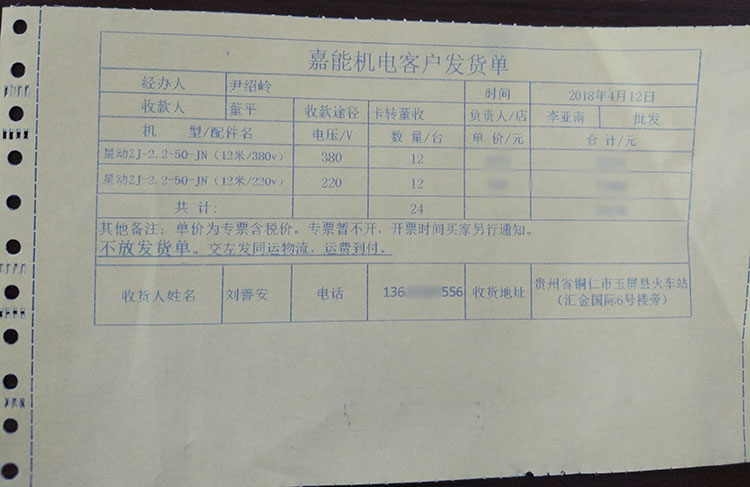 嘉能机电客户发货单
经办人 尹绍岭 时间 2018年4月12日
收款人 董平 收款途径 卡转董收 负责人/店 李亚南 批发
机 型/配件名 电压/V 数 量/台 单 价/元 合 计/元
星动ZJ-2.2-50-JN（12米/380v） 380 12
星动ZJ-2.2-50-JN（12米/220v） 220 12
共 计: 24
其他备注：单价为专票含税价。专票暂不开，开票时间买家另行通知。
不放发货单。交左发同运物流，运费到付。
收货人姓名 刘善安 电话 136 556 收货地址 贵州省铜仁市玉屏县火车站
（汇金国际6号楼旁）